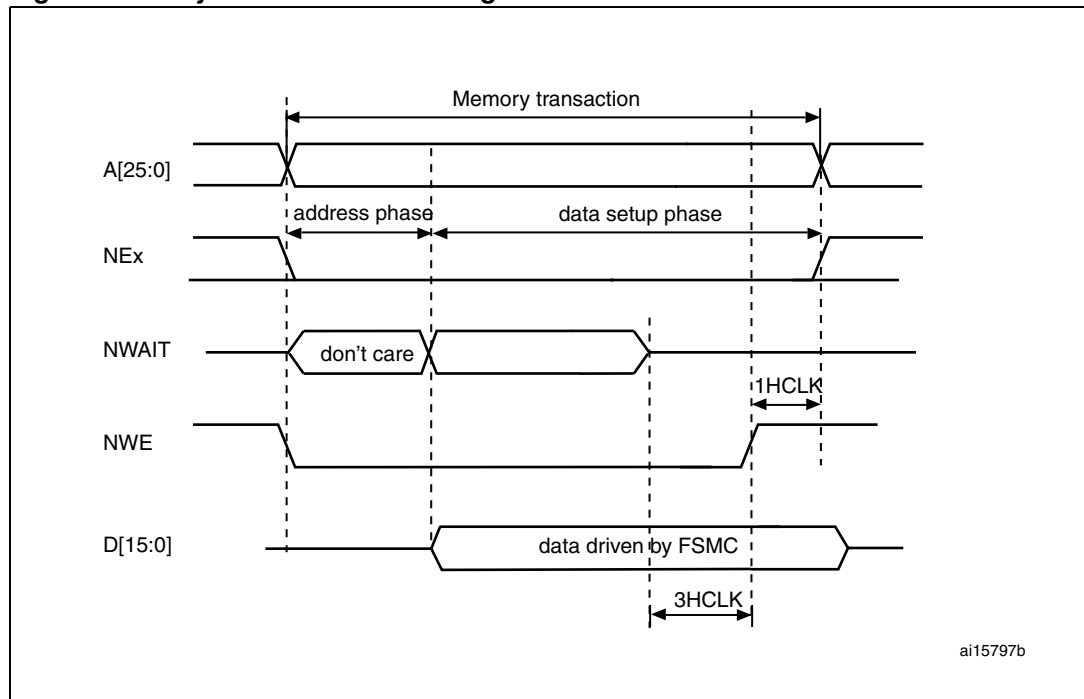 Memory transaction
A[25:0]
address phase
data setup phase
NEx
NWAIT
don't care
1HCLK
NWE
D[15:0]
data driven by FSMC
3HCLK
ai15797b